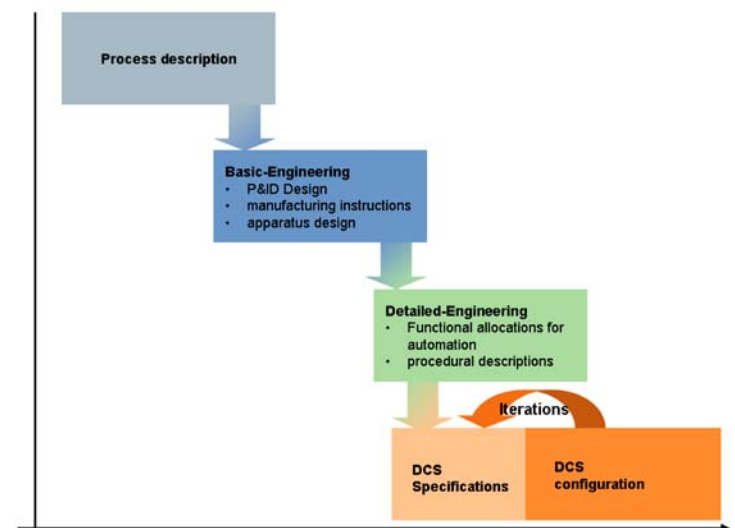 Process description
Basic-Engineering
• P&ID Design
• manufacturing instructions
• apparatus design
Detailed-Engineering
• Functional allocations for
automation
• procedural descriptions
Iterations
DCS
Specifications
DCS
configuration